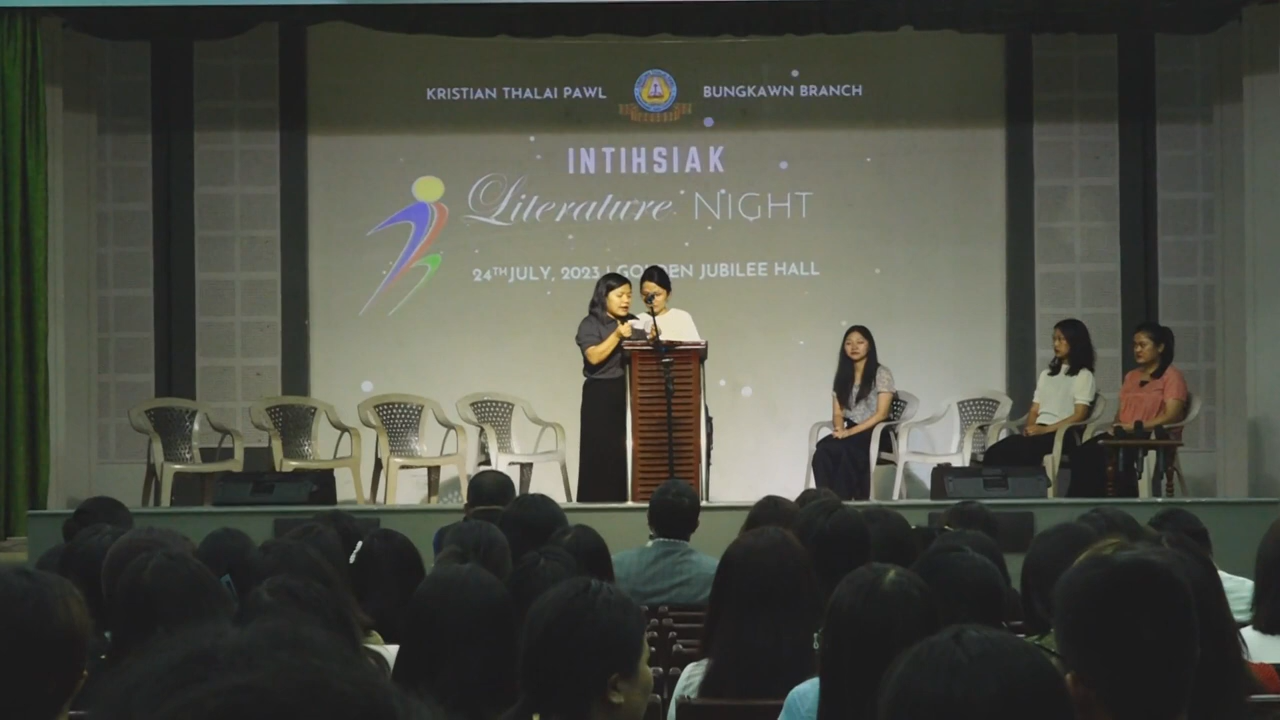 KRISTIAN THALAI PAWL BUNGKAWN BRANCH
INTIHSIAK
Literature NIGHT
24TH JULY, 2023 | GOLDEN JUBILEE HALL